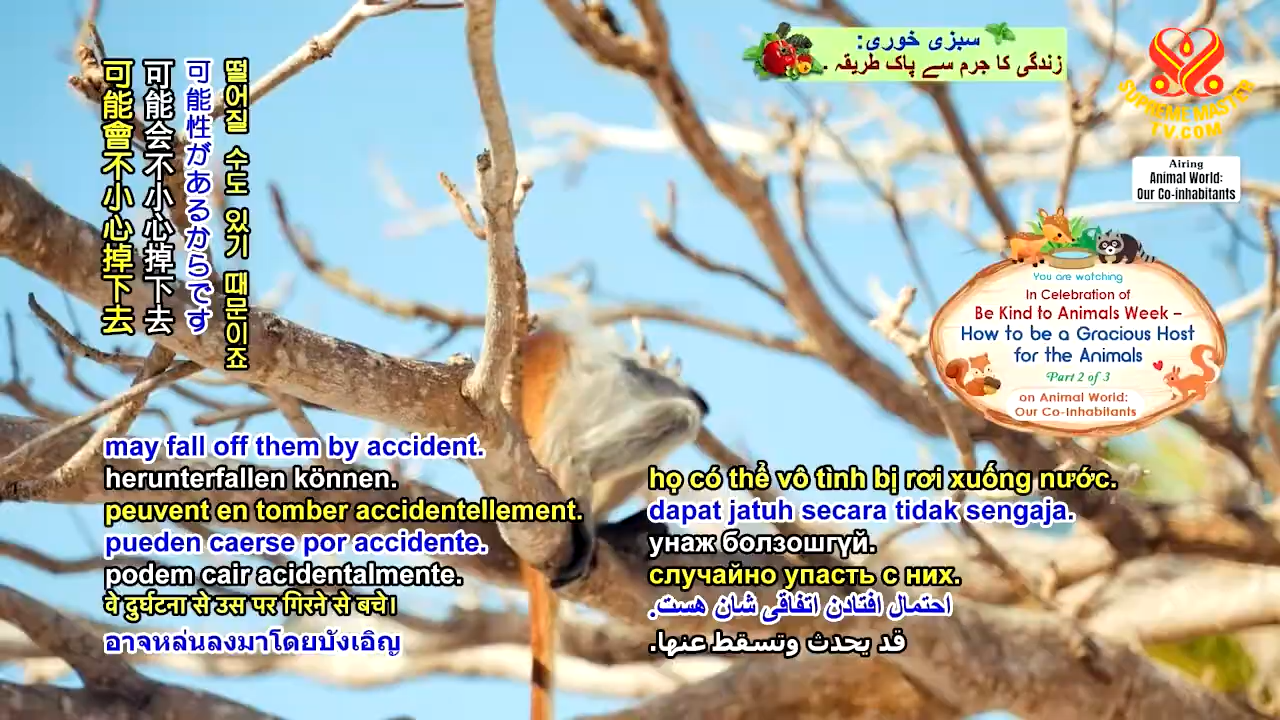 سبزی خوری:
زندگی کا جرم سے پاک طریقہ .
SUPREME MASTER
TV.COM
Airing
Animal World:
Our Co-inhabitants
You are watching
In Celebration of
Be Kind to Animals Week –
How to be a Gracious Host
for the Animals
Part 2 of 3
on Animal World:
Our Co-Inhabitants
떨어질 수도 있기 때문이죠
可能性があるからです
可能会不小心掉下去
可能會不小心掉下去
may fall off them by accident.
herunterfallen können.
peuvent en tomber accidentellement.
pueden caerse por accidente.
podem cair acidentalmente.
वे दुर्घटना से उस पर गिरने से बचे।
อาจหล่นลงมาโดยบังเอิญ
họ có thể vô tình bị rơi xuống nước.
dapat jatuh secara tidak sengaja.
унаж болзошгүй.
случайно упасть с них.
احتمال افتادن اتفاقی شان هست.
قد يحدث وتسقط عنها.